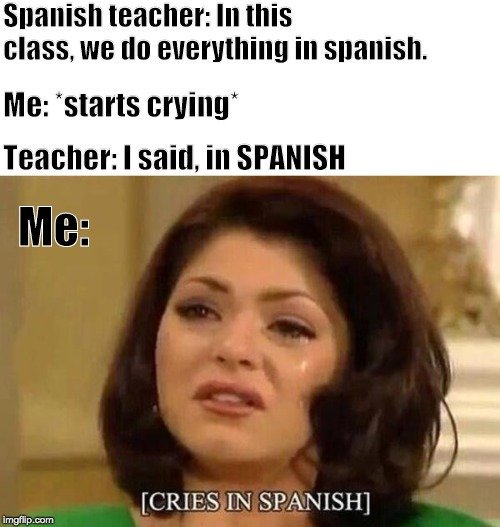 Spanish teacher: In this
class, we do everything in spanish.
Me: *starts crying*
Teacher: I said, in SPANISH
Me:
[CRIES IN SPANISH]
imgflip.com